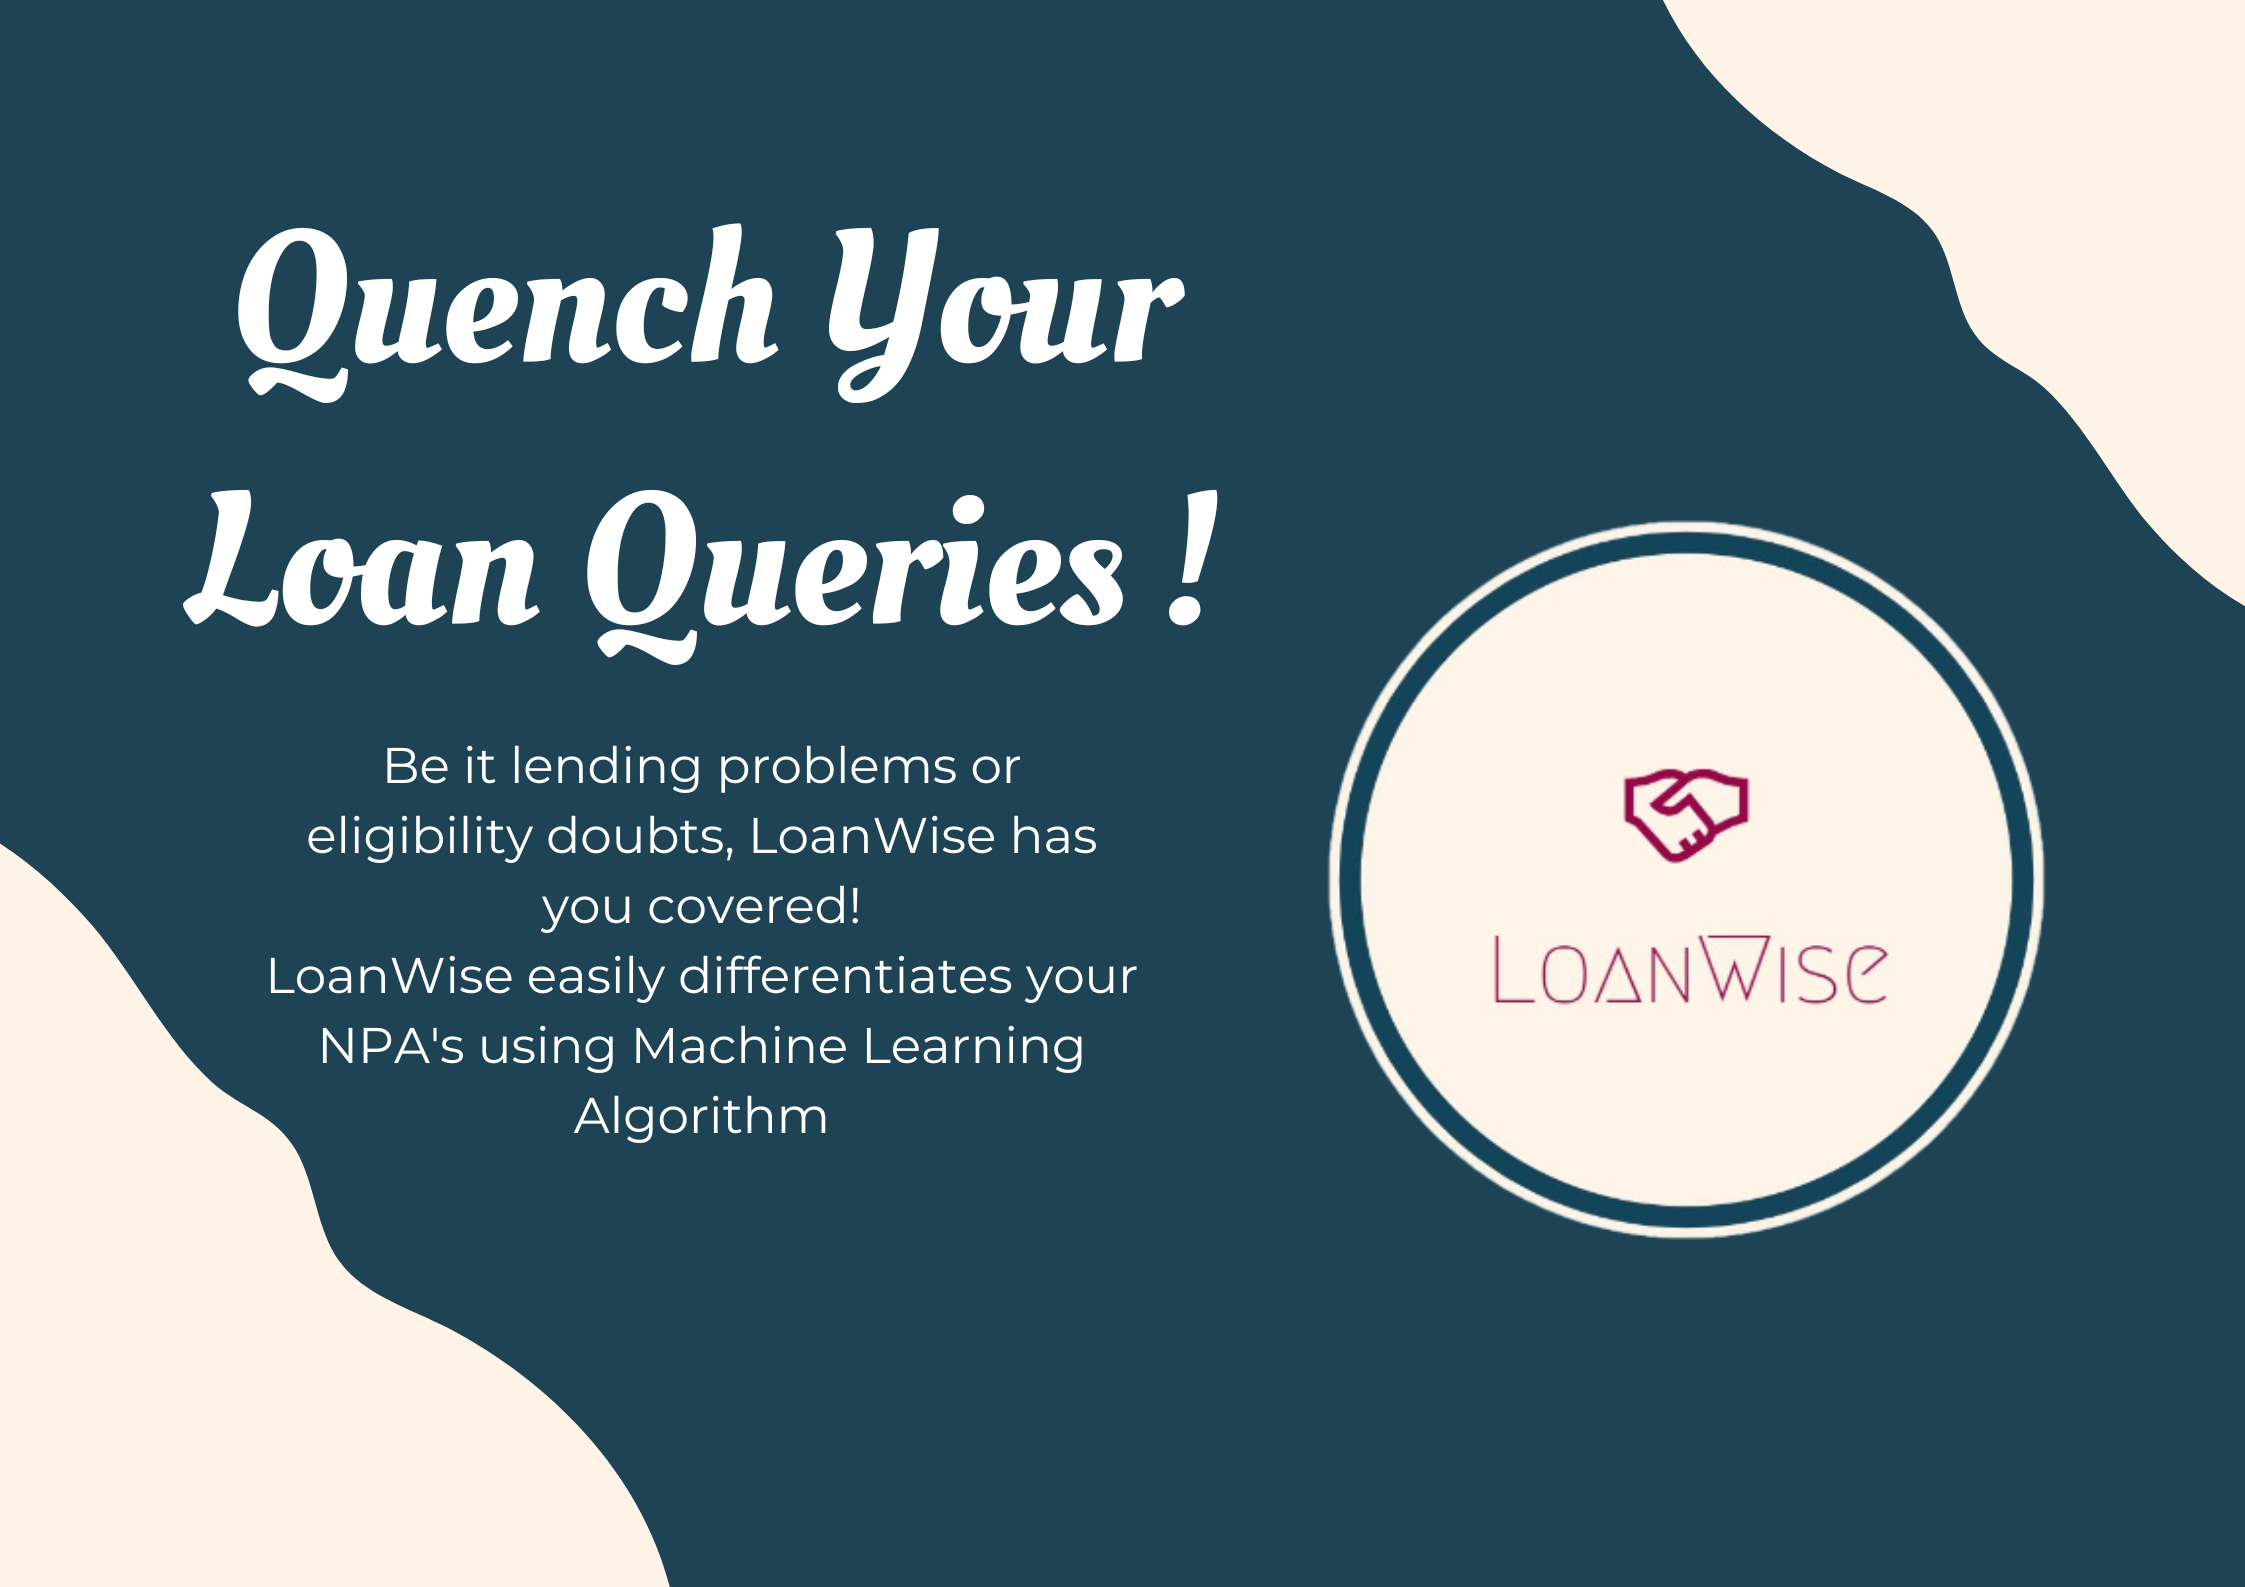 Quench Your
Loan Queries !
Be it lending problems or
eligibility doubts, LoanWise has
you covered!
LoanWise easily differentiates your
NPA's using Machine Learning
Algorithm
LOANWISE